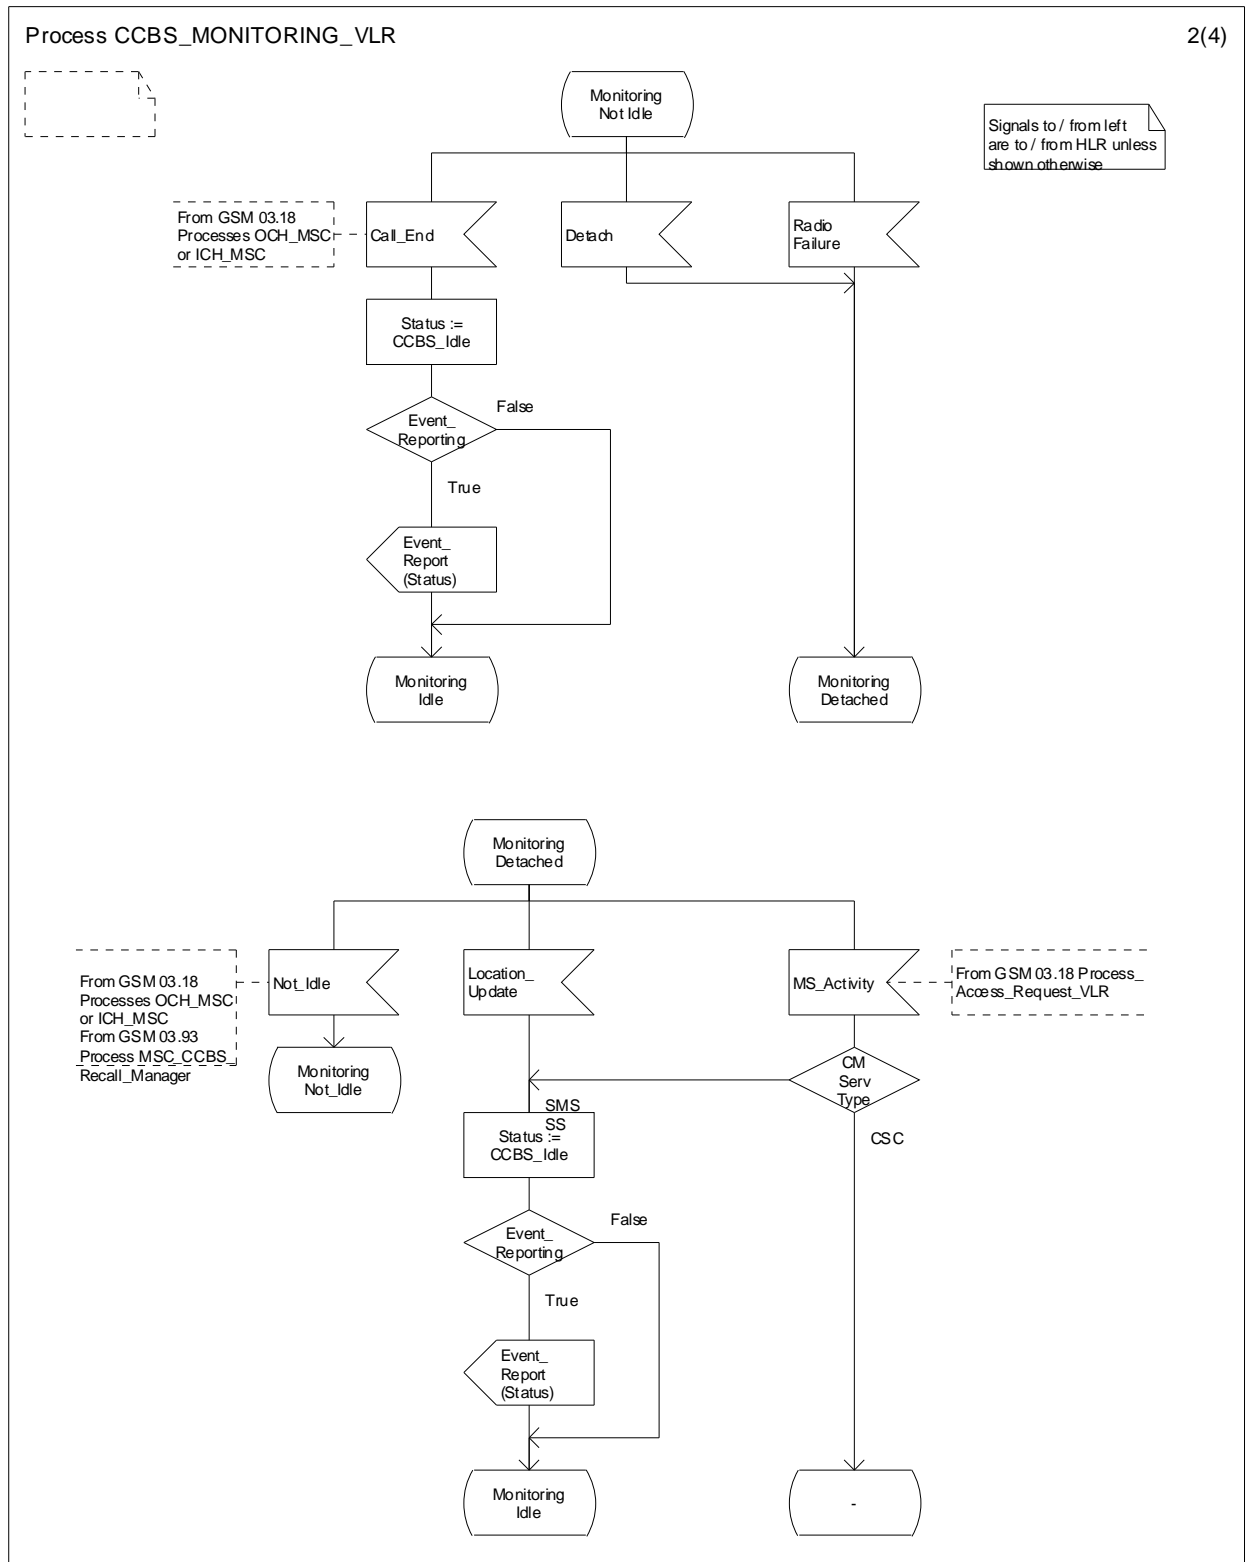 Process CCBS_MONITORING_VLR
2(4)
Monitoring
Not Idle
Signals to / from left
are to / from HLR unless
shown otherwise
From GSM 03.18
Processes OCH_MSC
or ICH_MSC
Call_End
Detach
Radio
Failure
Status :=
CCBS_Idle
Event_
Reporting
False
True
Event_
Report
(Status)
Monitoring
Idle
Monitoring
Detached
Monitoring
Detached
From GSM 03.18
Processes OCH_MSC
or ICH_MSC
From GSM 03.93
Process MSC_CCBS_
Recall_Manager
Not_Idle
Location_
Update
MS_Activity
From GSM 03.18 Process_
Access_Request_VLR
Monitoring
Not_Idle
CM
Serv
Type
SMS
SS
CSC
Status :=
CCBS_Idle
Event_
Reporting
False
True
Event_
Report
(Status)
Monitoring
Idle
-